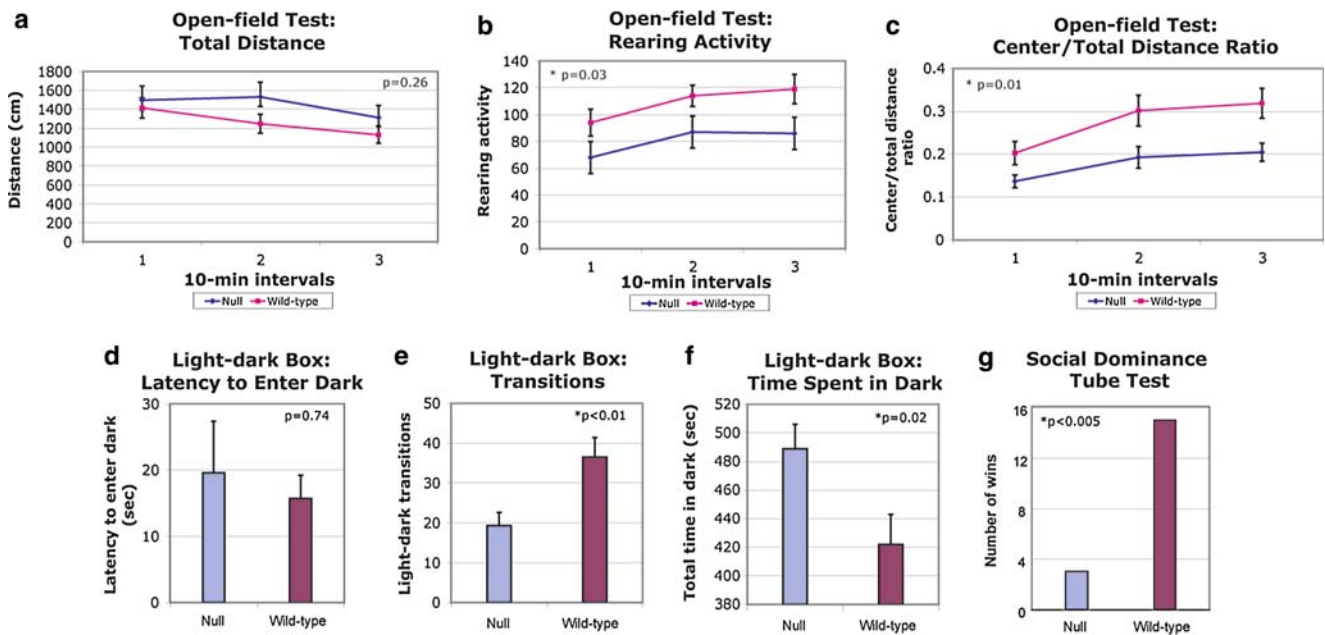 a
Open-field Test:
Total Distance
p=0.26
Distance (cm)
1800
1600
1400
1200
1000
800
600
400
200
0
1 2 3
10-min intervals
Null Wild-type
b
Open-field Test:
Rearing Activity
* p=0.03
Rearing activity
140
120
100
80
60
40
20
0
1 2 3
10-min intervals
Null Wild-type
c
Open-field Test:
Center/Total Distance Ratio
* p=0.01
Center/total distance
ratio
0.4
0.3
0.2
0.1
0
1 2 3
10-min intervals
Null Wild-type
d
Light-dark Box:
Latency to Enter Dark
p=0.74
Latency to enter dark
(sec)
30
20
10
0
Null Wild-type
e
Light-dark Box:
Transitions
*p<0.01
Light-dark transitions
50
40
30
20
10
0
Null Wild-type
f
Light-dark Box:
Time Spent in Dark
*p=0.02
Total time in dark (sec)
520
500
480
460
440
420
400
380
Null Wild-type
g
Social Dominance
Tube Test
*p<0.005
Number of wins
16
12
8
4
0
Null Wild-type